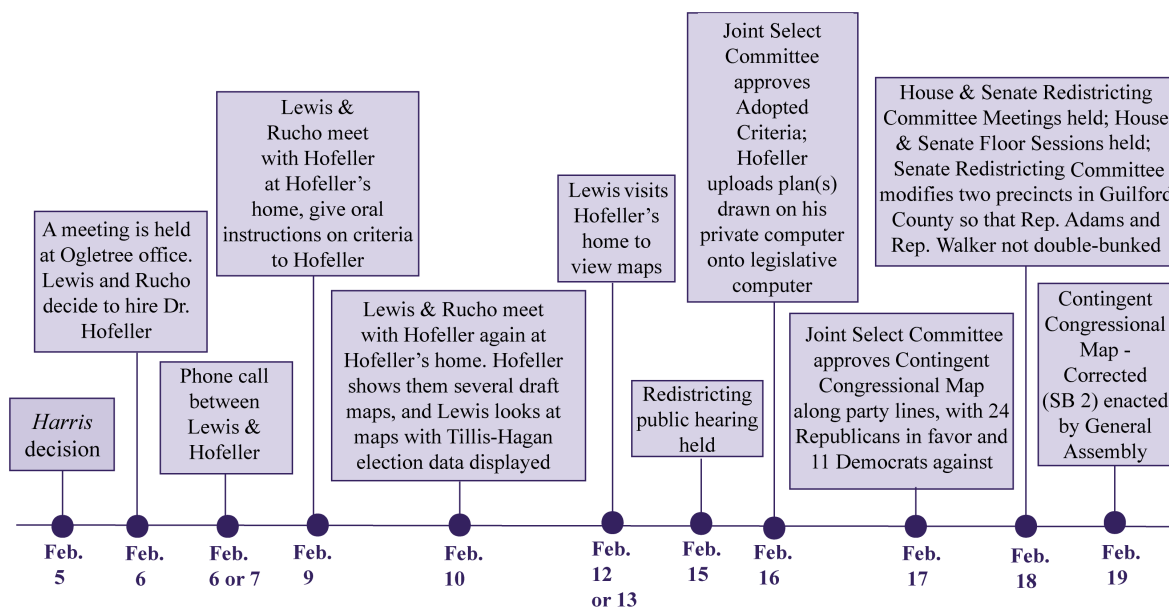 Harris
decision
A meeting is held
at Ogletree office.
Lewis and Rucho
decide to hire Dr.
Hofeller
Phone call
between
Lewis &
Hofeller
Lewis &
Rucho meet
with Hofeller
at Hofeller's
home, give oral
instructions on criteria
to Hofeller
Lewis & Rucho meet
with Hofeller again at
Hofeller's home. Hofeller
shows them several draft
maps, and Lewis looks at
maps with Tillis-Hagan
election data displayed
Lewis visits
Hofeller's
home to
view maps
Redistricting
public hearing
held
Joint Select
Committee
approves
Adopted
Criteria;
Hofeller
uploads plan(s)
drawn on his
private computer
onto legislative
computer
Joint Select Committee
approves Contingent
Congressional Map
along party lines, with 24
Republicans in favor and
11 Democrats against
House & Senate Redistricting
Committee Meetings held; House
& Senate Floor Sessions held;
Senate Redistricting Committee
modifies two precincts in Guilford
County so that Rep. Adams and
Rep. Walker not double-bunked
Contingent
Congressional
Map -
Corrected
(SB 2) enacted
by General
Assembly
Feb.
5
Feb.
6
Feb.
6 or 7
Feb.
9
Feb.
10
Feb.
12
or 13
Feb.
15
Feb.
16
Feb.
17
Feb.
18
Feb.
19